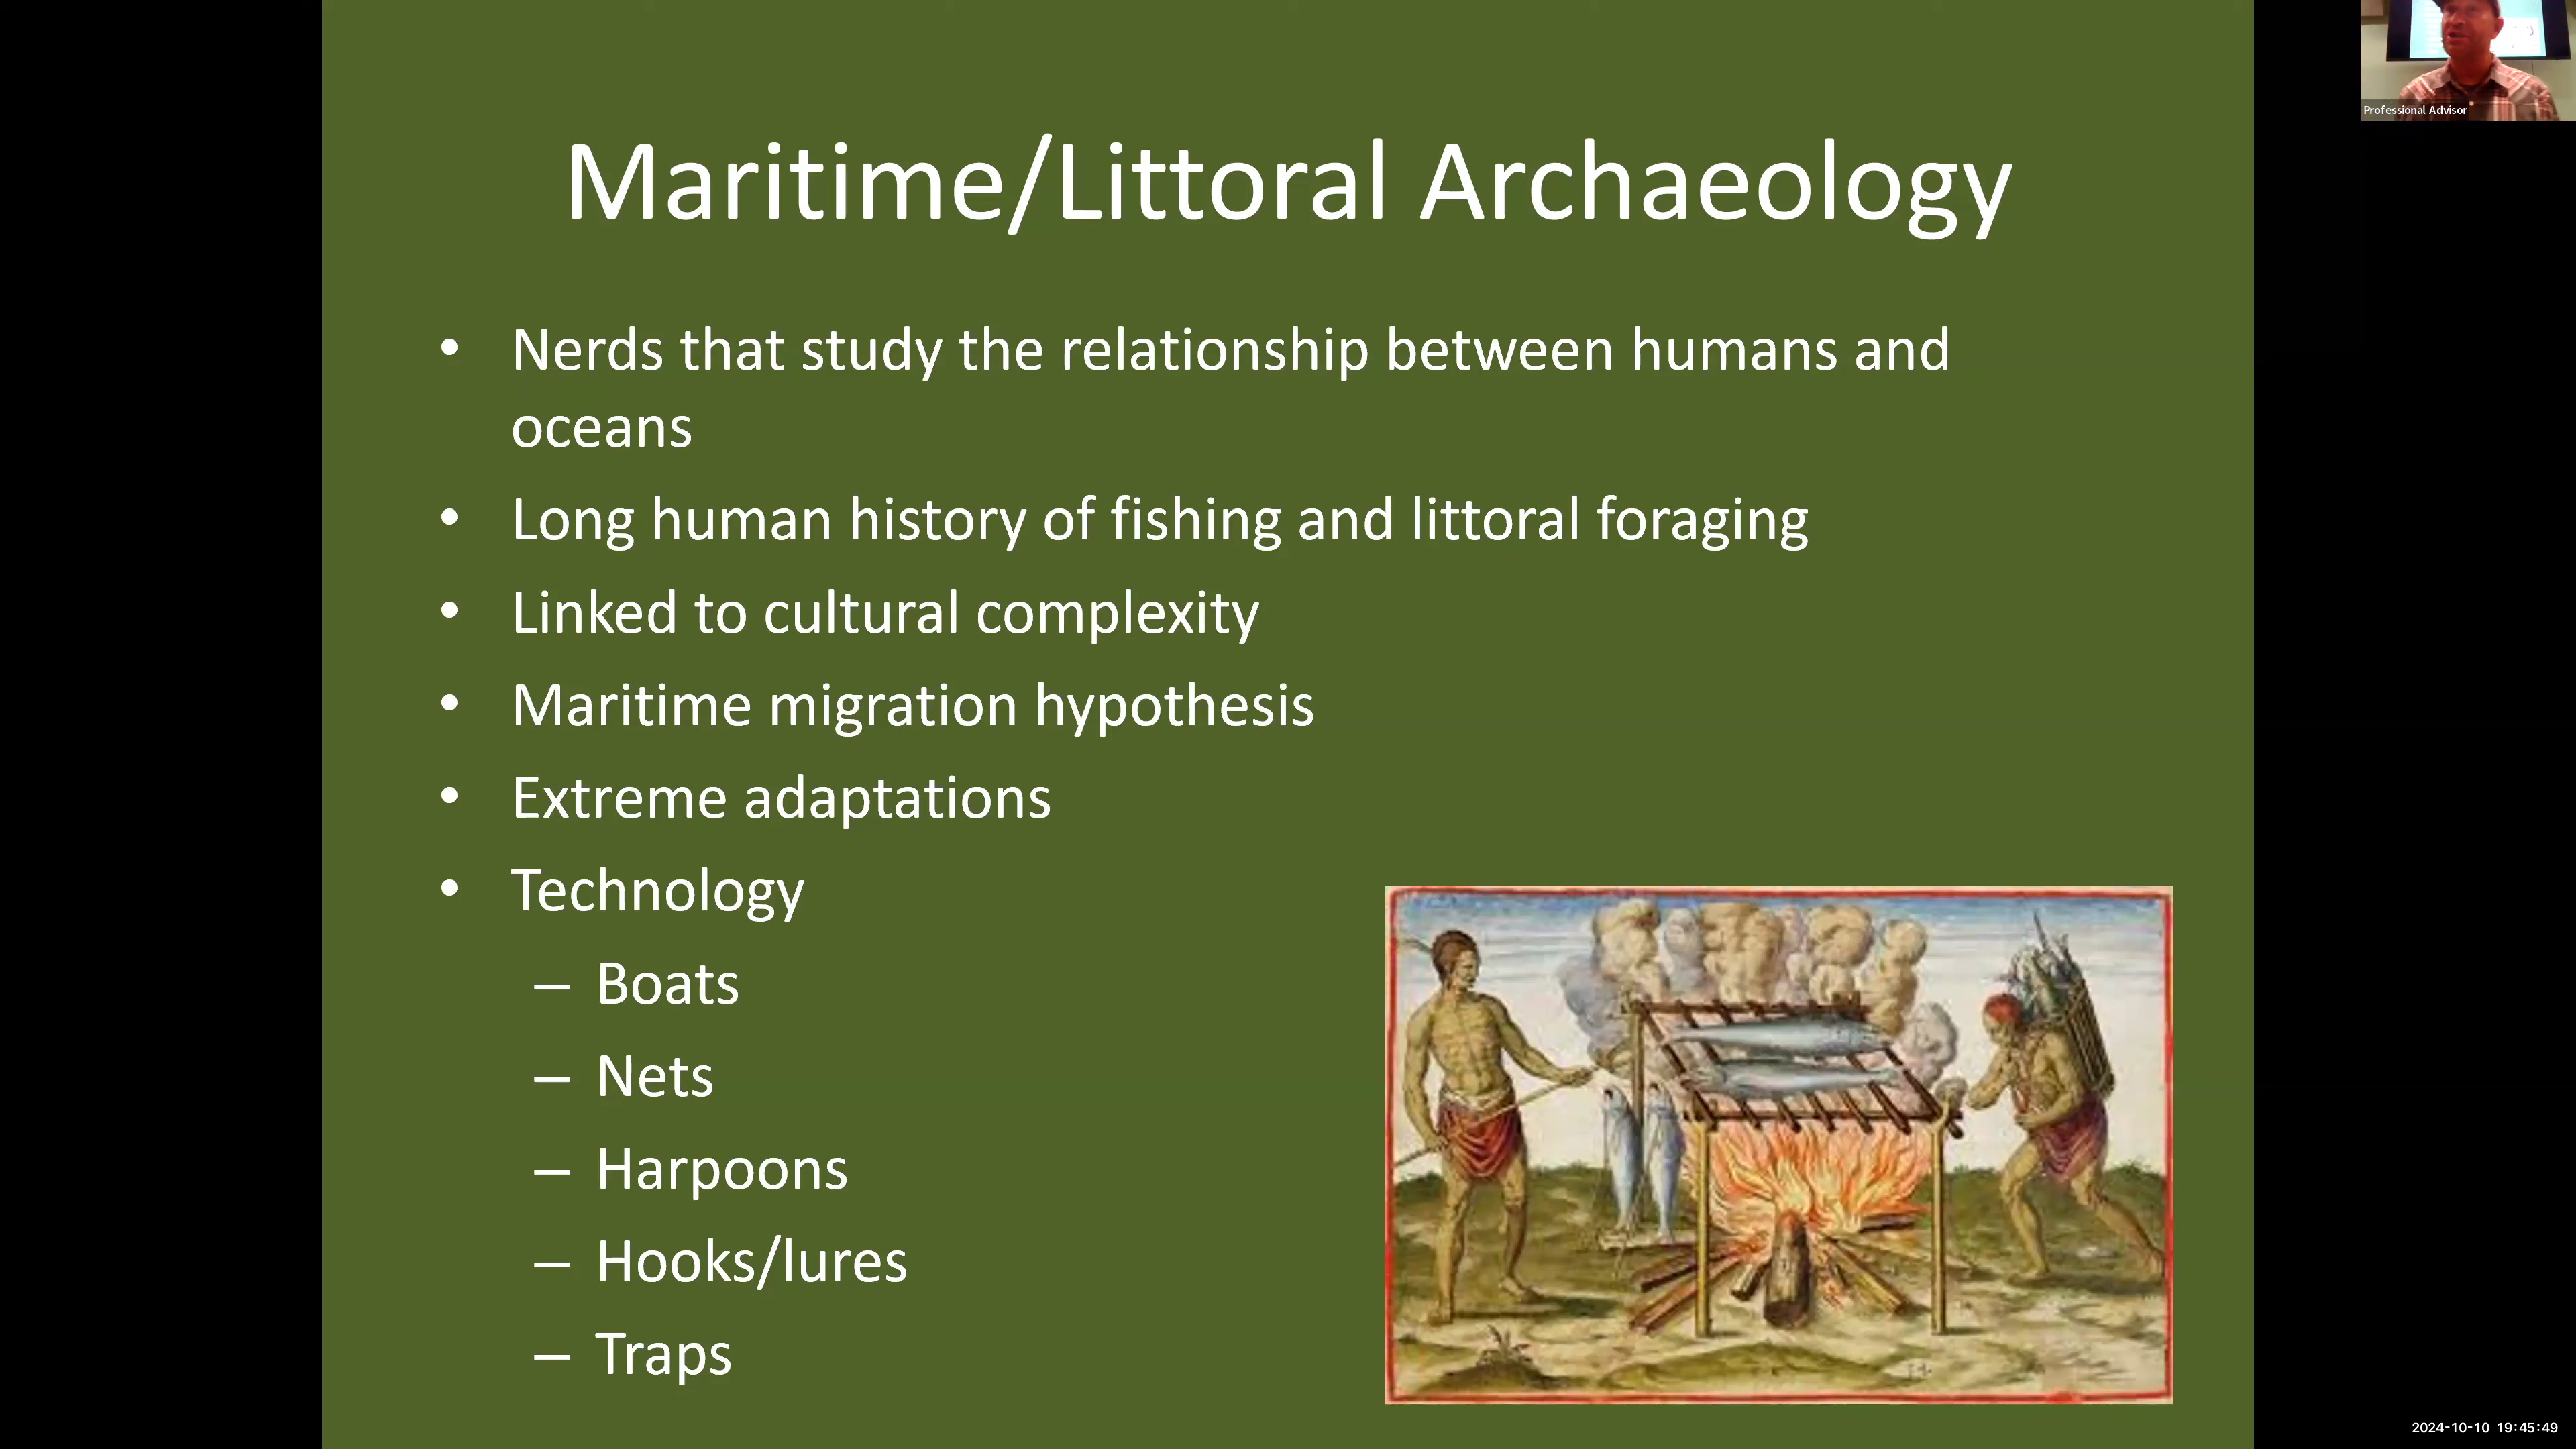 Professional Advisor
Maritime/Littoral Archaeology
• Nerds that study the relationship between humans and
oceans
• Long human history of fishing and littoral foraging
• Linked to cultural complexity
• Maritime migration hypothesis
• Extreme adaptations
• Technology
– Boats
– Nets
– Harpoons
– Hooks/lures
– Traps
2024-10-10 19:45:49